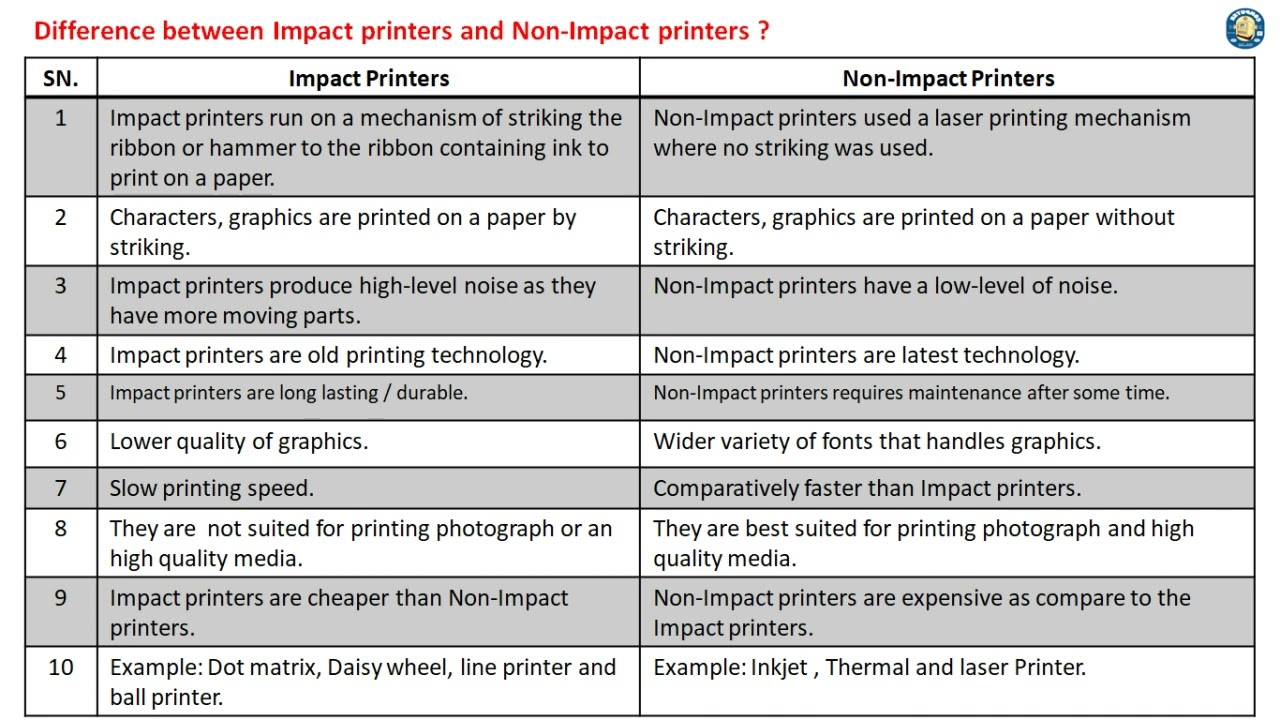 Difference between Impact printers and Non-Impact printers ?
SN. Impact Printers Non-Impact Printers
1 Impact printers run on a mechanism of striking the
ribbon or hammer to the ribbon containing ink to
print on a paper.
Non-Impact printers used a laser printing mechanism
where no striking was used.
2 Characters, graphics are printed on a paper by
striking.
Characters, graphics are printed on a paper without
striking.
3 Impact printers produce high-level noise as they
have more moving parts.
Non-Impact printers have a low-level of noise.
4 Impact printers are old printing technology.
Non-Impact printers are latest technology.
5 Impact printers are long lasting / durable.
Non-Impact printers requires maintenance after some time.
6 Lower quality of graphics.
Wider variety of fonts that handles graphics.
7 Slow printing speed.
Comparatively faster than Impact printers.
8 They are  not suited for printing photograph or an
high quality media.
They are best suited for printing photograph and high
quality media.
9 Impact printers are cheaper than Non-Impact
printers.
Non-Impact printers are expensive as compare to the
Impact printers.
10 Example: Dot matrix, Daisy wheel, line printer and
ball printer.
Example: Inkjet , Thermal and laser Printer.